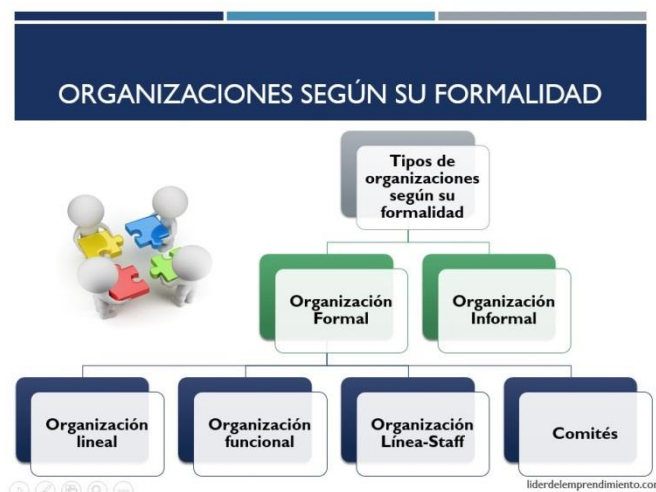 ORGANIZACIONES SEGÚN SU FORMALIDAD
Tipos de
organizaciones
según su
formalidad
Organización
Formal
Organización
Informal
Organización
lineal
Organización
funcional
Organización
Línea-Staff
Comités
liderdelemprendimiento.com